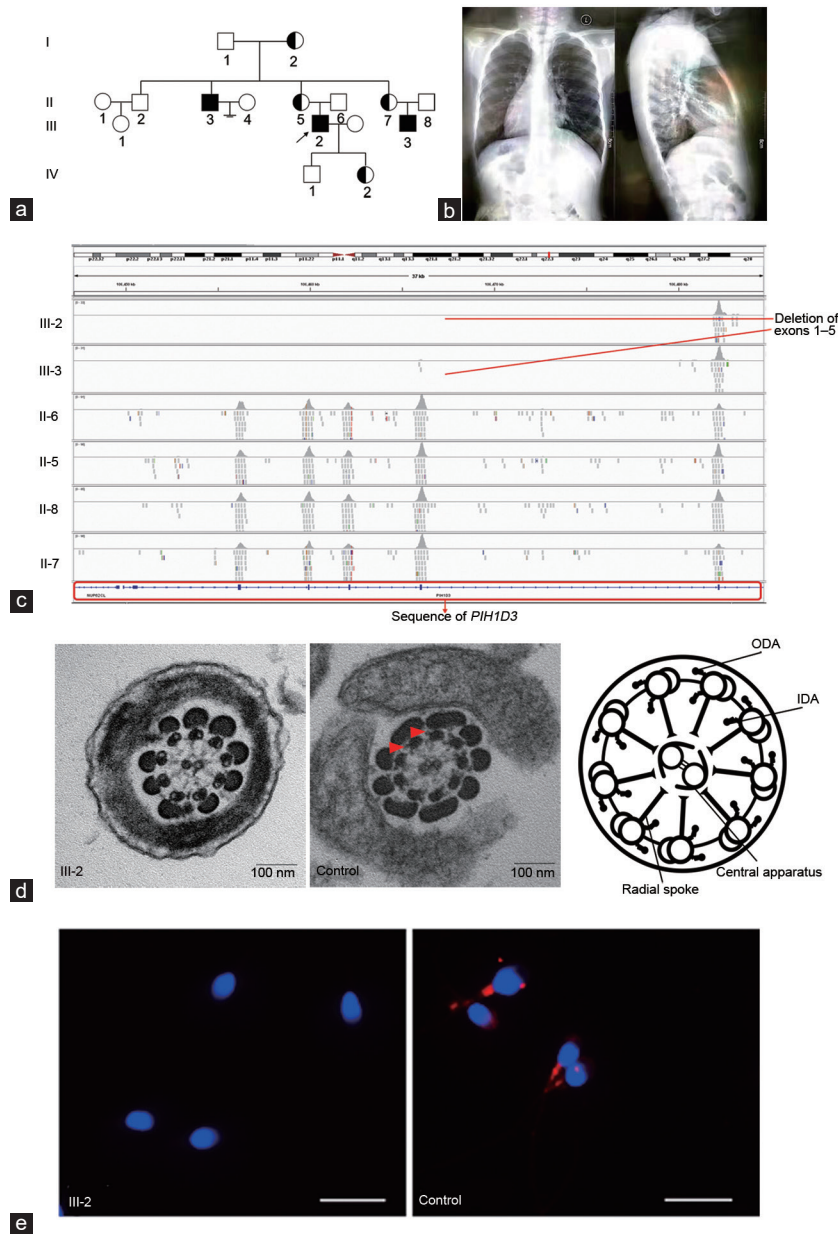 I
1
2
II
1
2
3
4
5
6
7
8
III
1
2
3
IV
1
2
a
b
37 kb
III-2
Deletion of
exons 1–5
III-3
II-6
II-5
II-8
II-7
NUP62CL
PIH1D3
c
Sequence of PIH1D3
III-2
100 nm
Control
100 nm
ODA
IDA
Central apparatus
Radial spoke
d
III-2
Control
e